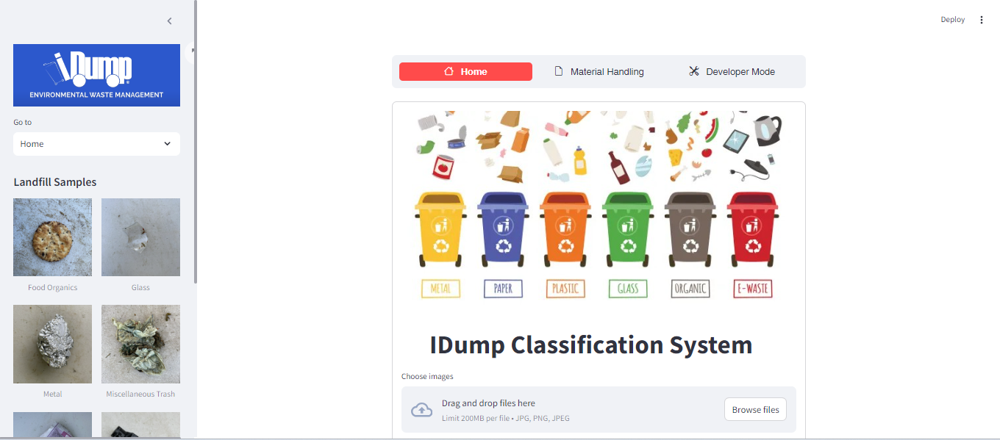 Deploy
iDump
ENVIRONMENTAL WASTE MANAGEMENT
Go to
Home
Landfill Samples
Food Organics
Glass
Metal
Miscellaneous Trash
Home
Material Handling
Developer Mode
METAL
PAPER
PLASTIC
GLASS
ORGANIC
E-WASTE
IDump Classification System
Choose images
Drag and drop files here
Limit 200MB per file • JPG, PNG, JPEG
Browse files